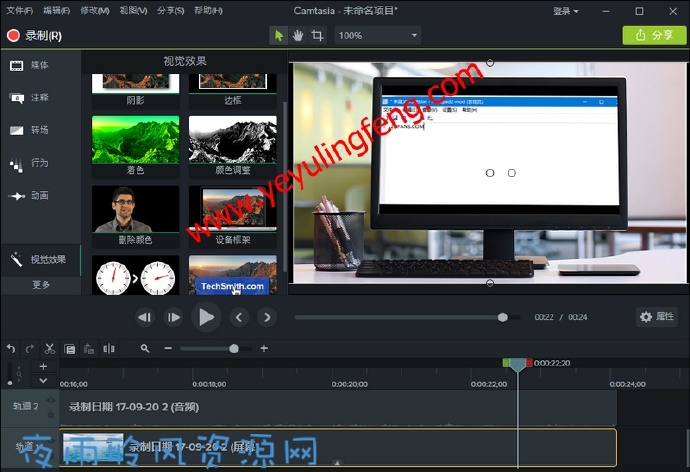 文件(F) 编辑(E) 修改(M) 视图(V) 分享(S) 帮助(H)
Camtasia - 未命名项目*
登录
录制(R)
100%
分享
媒体
注释
转场
行为
动画
视觉效果
更多
视觉效果
阴影
边框
着色
颜色调整
删除颜色
设备框架
TechSmith.com
www.yeyulingfeng.com
00:22 / 00:24
属性
0:00:22;20
00:16;00
0:00:18;00
0:00:20;00
0:00:22;00
0:00:24;00
轨道 2
录制日期 17-09-20 2 (音频)
录制日期 17-09-20 2 (屏幕)
夜雨聆风资源网